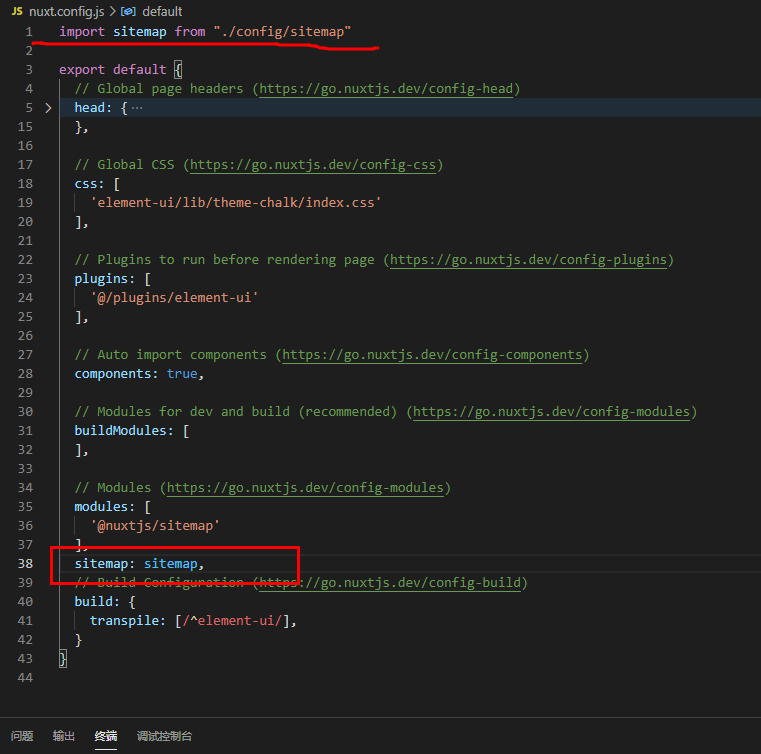 JS nuxt.config.js > default
1 import sitemap from "./config/sitemap"
2
3 export default {
4 // Global page headers (https://go.nuxtjs.dev/config-head)
5 > head: { ···
15 },
16
17 // Global CSS (https://go.nuxtjs.dev/config-css)
18 css: [
19 'element-ui/lib/theme-chalk/index.css'
20 ],
21
22 // Plugins to run before rendering page (https://go.nuxtjs.dev/config-plugins)
23 plugins: [
24 '@/plugins/element-ui'
25 ],
26
27 // Auto import components (https://go.nuxtjs.dev/config-components)
28 components: true,
29
30 // Modules for dev and build (recommended) (https://go.nuxtjs.dev/config-modules)
31 buildModules: [
32 ],
33
34 // Modules (https://go.nuxtjs.dev/config-modules)
35 modules: [
36 '@nuxtjs/sitemap'
37 ],
38 sitemap: sitemap,
39 // Build Configuration (https://go.nuxtjs.dev/config-build)
40 build: {
41 transpile: [/^element-ui/],
42 }
43 }
44
问题 输出 终端 调试控制台